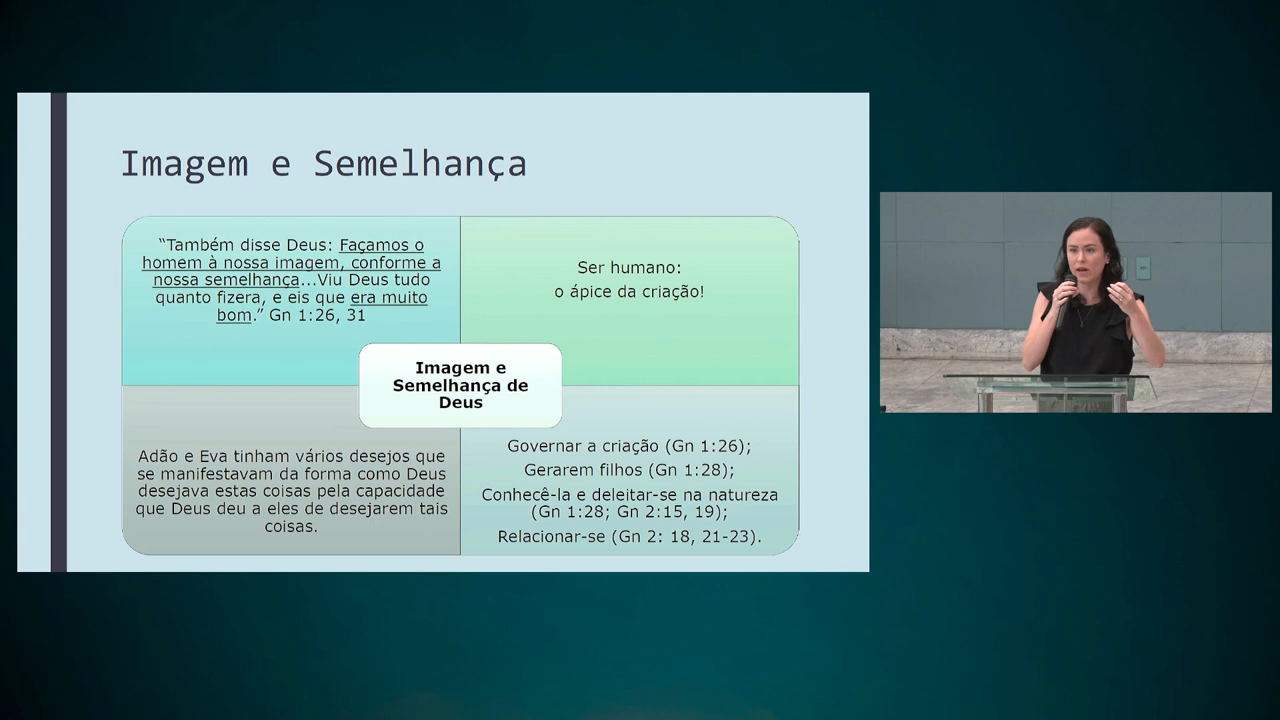 Imagem e Semelhança
“Também disse Deus: Façamos o
homem à nossa imagem, conforme a
nossa semelhança...Viu Deus tudo
quanto fizera, e eis que era muito
bom.” Gn 1:26, 31
Ser humano:
o ápice da criação!
Imagem e
Semelhança de
Deus
Adão e Eva tinham vários desejos que
se manifestavam da forma como Deus
desejava estas coisas pela capacidade
que Deus deu a eles de desejarem tais
coisas.
Governar a criação (Gn 1:26);
Gerarem filhos (Gn 1:28);
Conhecê-la e deleitar-se na natureza
(Gn 1:28; Gn 2:15, 19);
Relacionar-se (Gn 2: 18, 21-23).